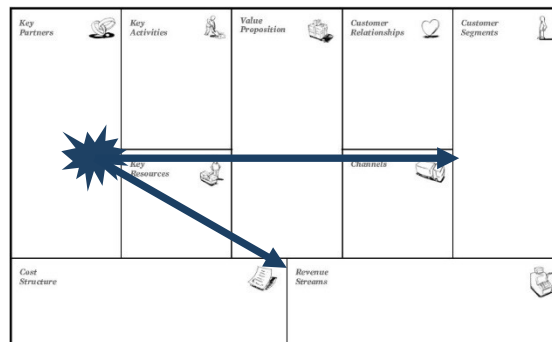 Key
Partners
Key
Activities
Value
Proposition
Customer
Relationships
Customer
Segments
Key
Resources
Channels
Cost
Structure
Revenue
Streams